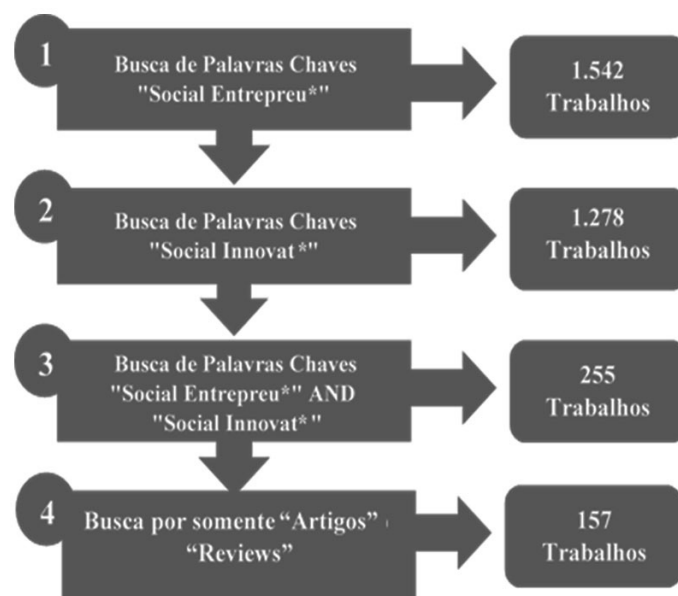 1
Busca de Palavras Chaves
"Social Entrepreu*"
1.542
Trabalhos
2
Busca de Palavras Chaves
"Social Innovat*"
1.278
Trabalhos
3
Busca de Palavras Chaves
"Social Entrepreu*" AND
"Social Innovat*"
255
Trabalhos
4
Busca por somente “Artigos”
“Reviews”
157
Trabalhos